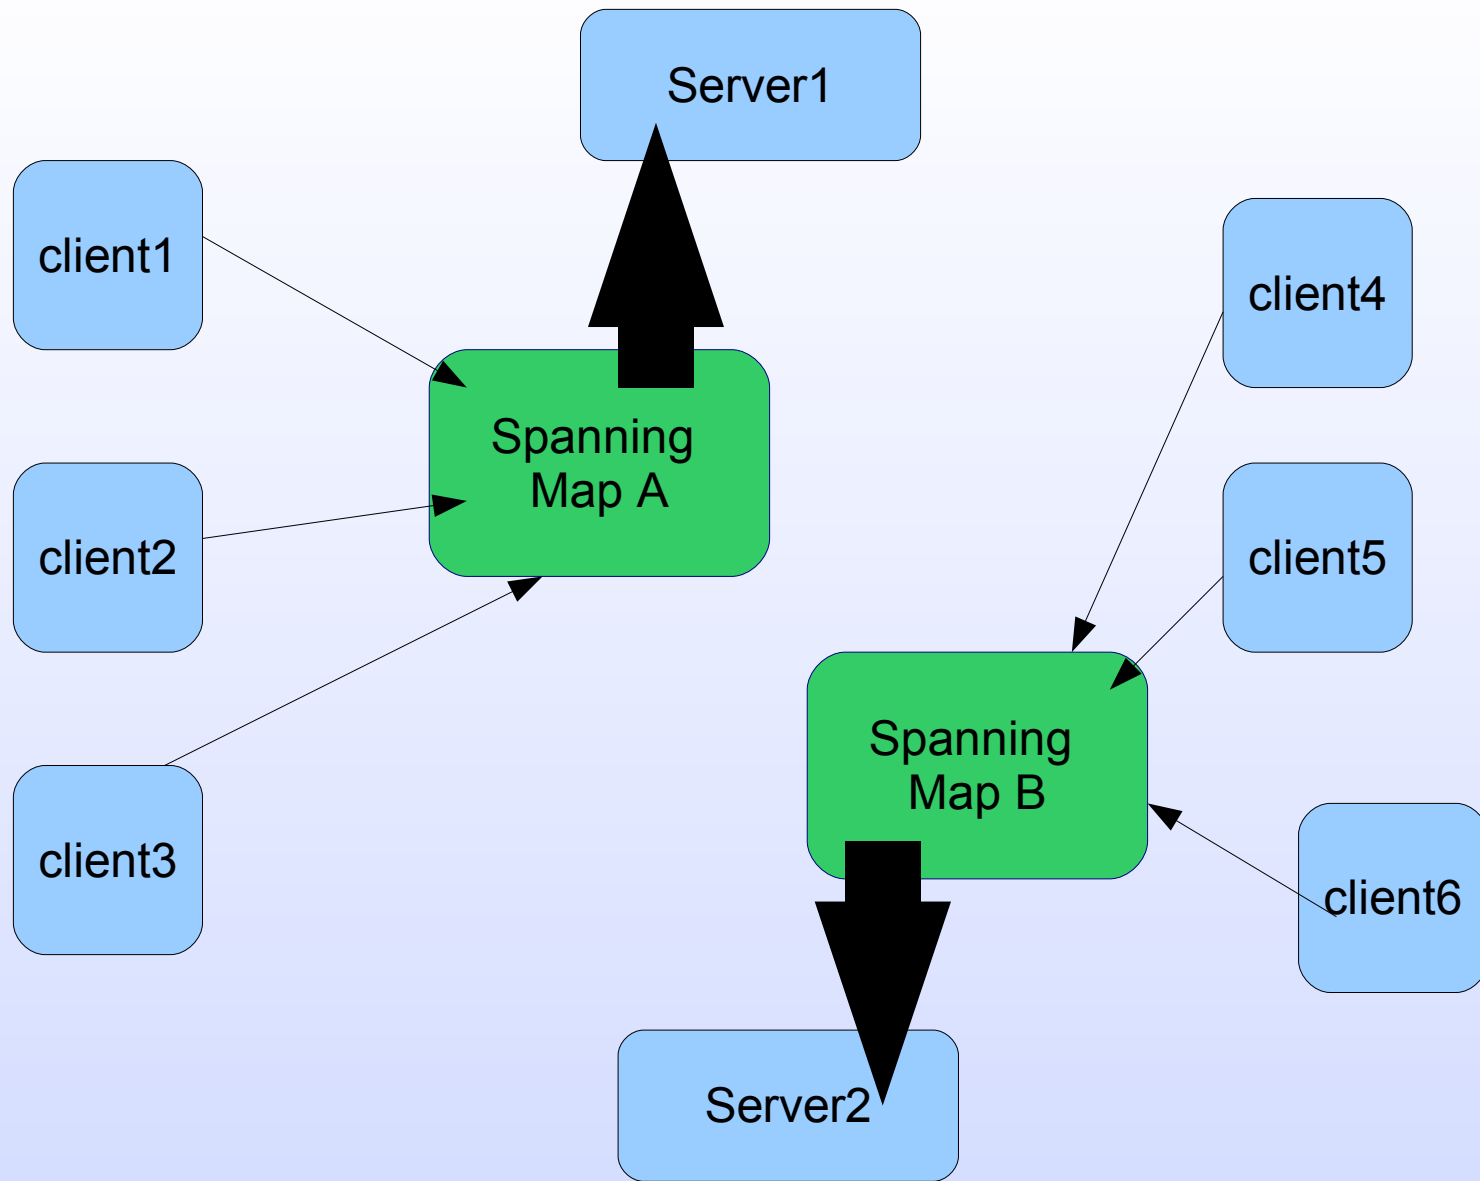 Server1
client1
client4
Spanning
Map A
client2
client5
Spanning
Map B
client3
client6
Server2